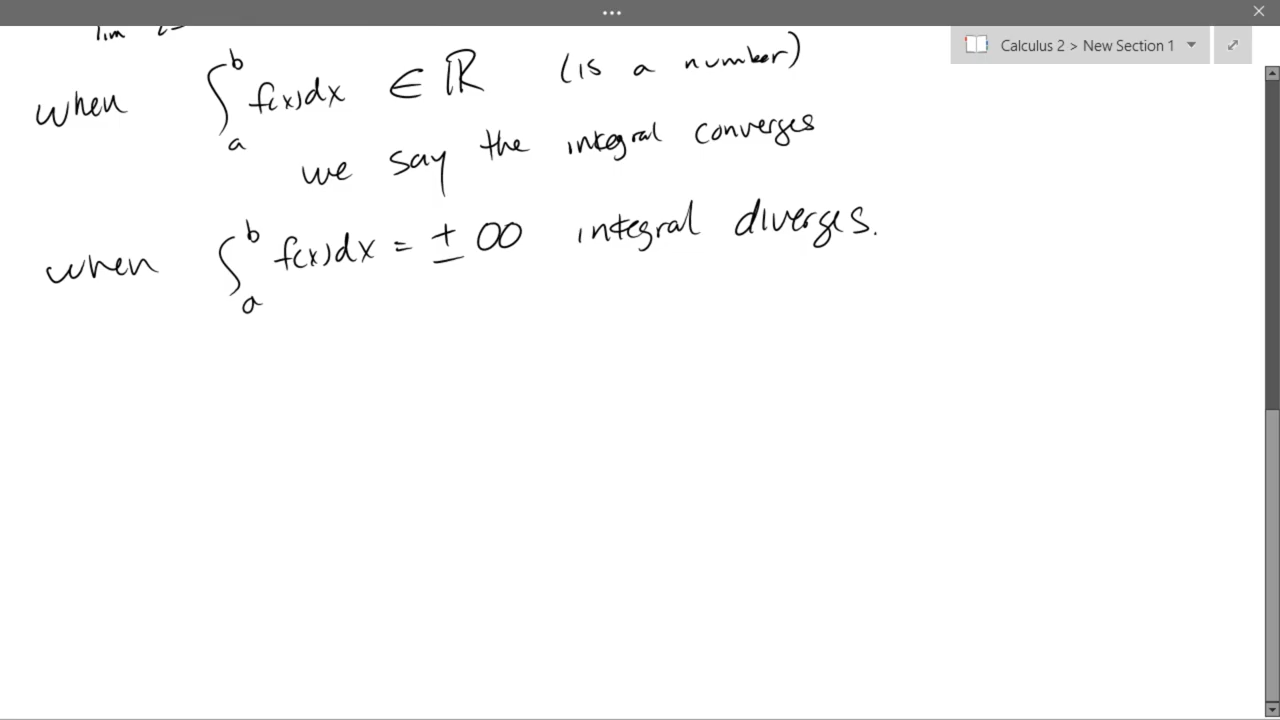 Calculus 2 > New Section 1
lim
when ∫_a^b f(x)dx ∈ ℝ (is a number)
we say the integral converges
when ∫_a^b f(x)dx = ± ∞ integral diverges.